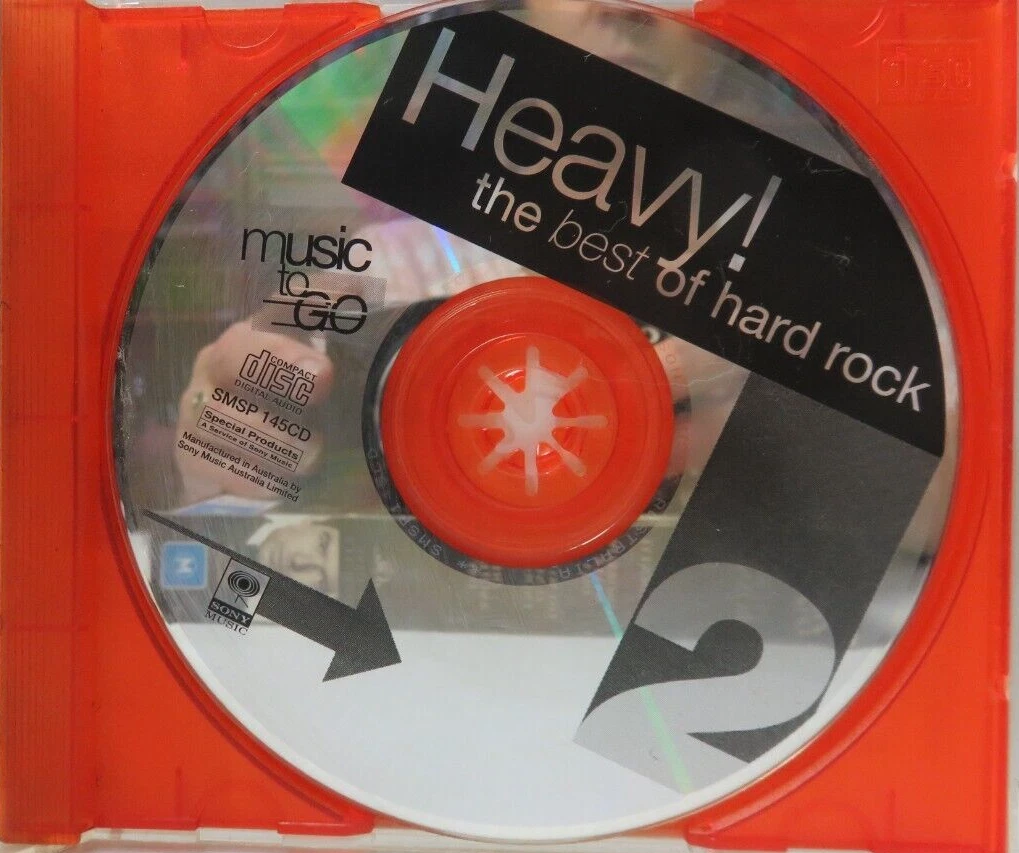 Heavy!
the best of hard rock
music
to
GO
COMPACT
disc
DIGITAL AUDIO
SMSP 145CD
Special Products
A Service of Sony Music
Manufactured in Australia by
Sony Music Australia Limited
SONY
MUSIC
2
M
disc